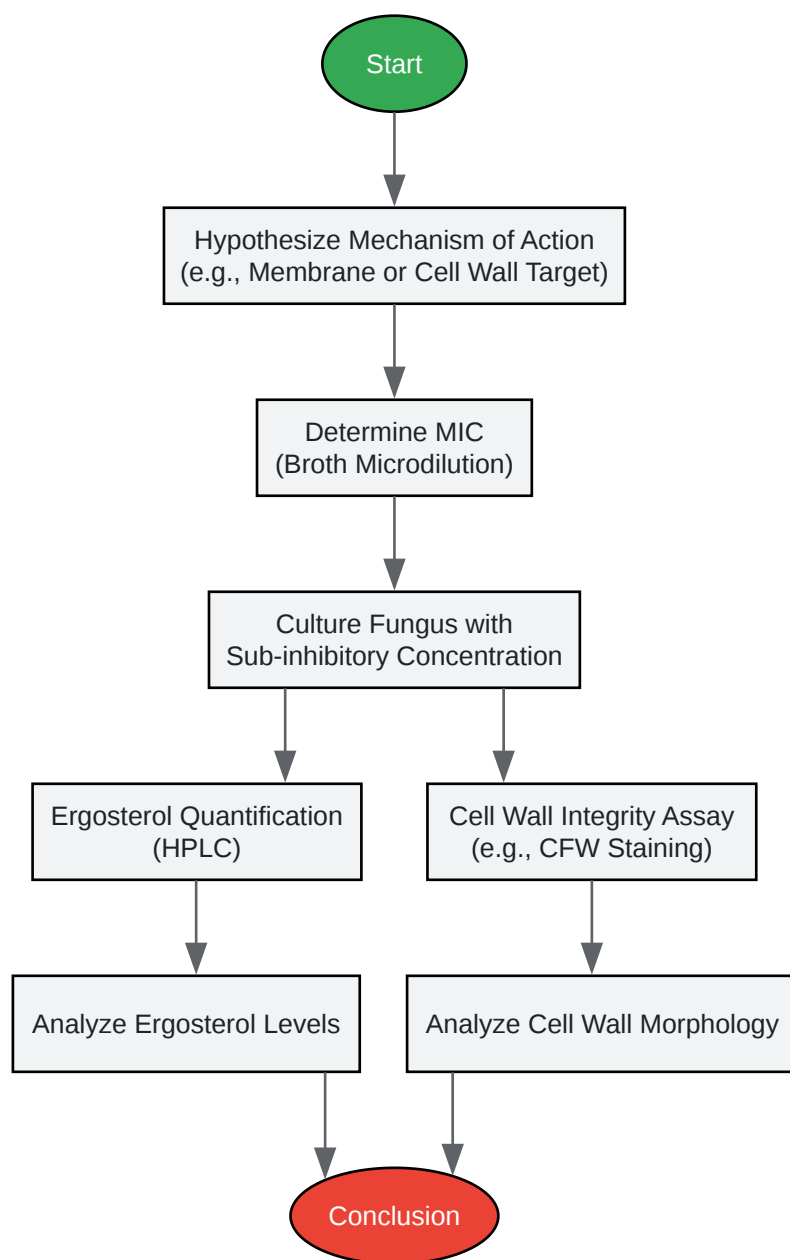 Start
Hypothesize Mechanism of Action
(e.g., Membrane or Cell Wall Target)
Determine MIC
(Broth Microdilution)
Culture Fungus with
Sub-inhibitory Concentration
Ergosterol Quantification
(HPLC)
Cell Wall Integrity Assay
(e.g., CFW Staining)
Analyze Ergosterol Levels
Analyze Cell Wall Morphology
Conclusion